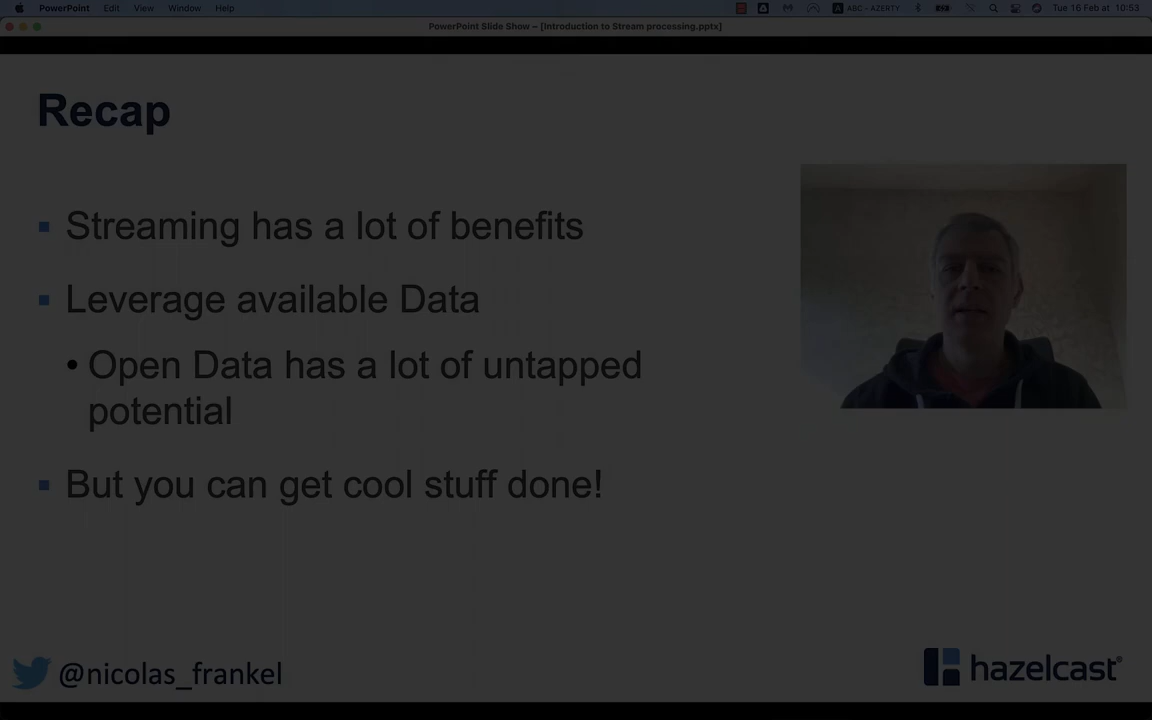 PowerPoint Edit View Window Help ABC – AZERTY Tue 16 Feb at 10:53
PowerPoint Slide Show – [Introduction to Stream processing.pptx]
Recap
Streaming has a lot of benefits
Leverage available Data
Open Data has a lot of untapped
potential
But you can get cool stuff done!
@nicolas_frankel
hazelcast®